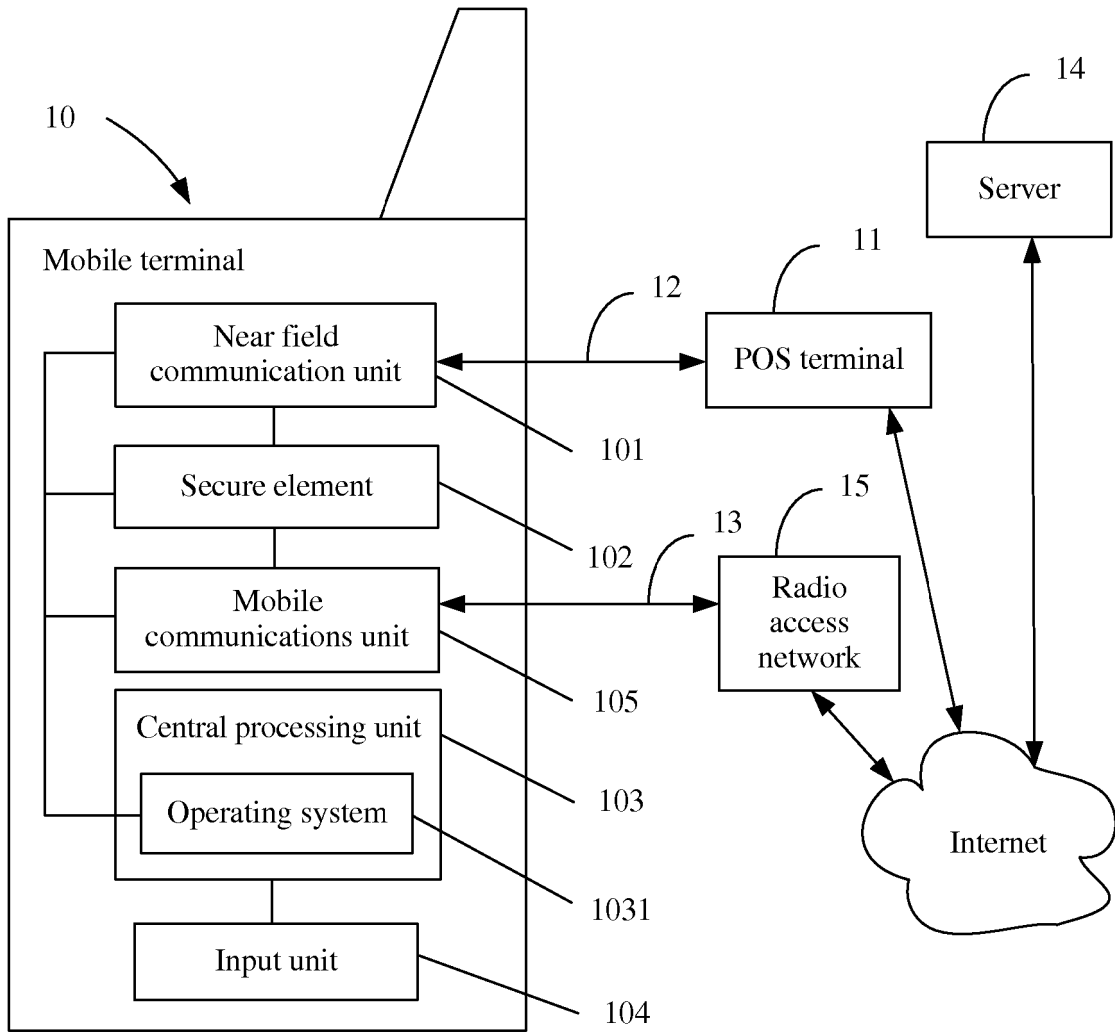 10
14
Server
Mobile terminal
11
12
Near field
communication unit
POS terminal
101
Secure element
15
13
102
Mobile
communications unit
Radio
access
network
105
Central processing unit
103
Operating system
Internet
1031
Input unit
104